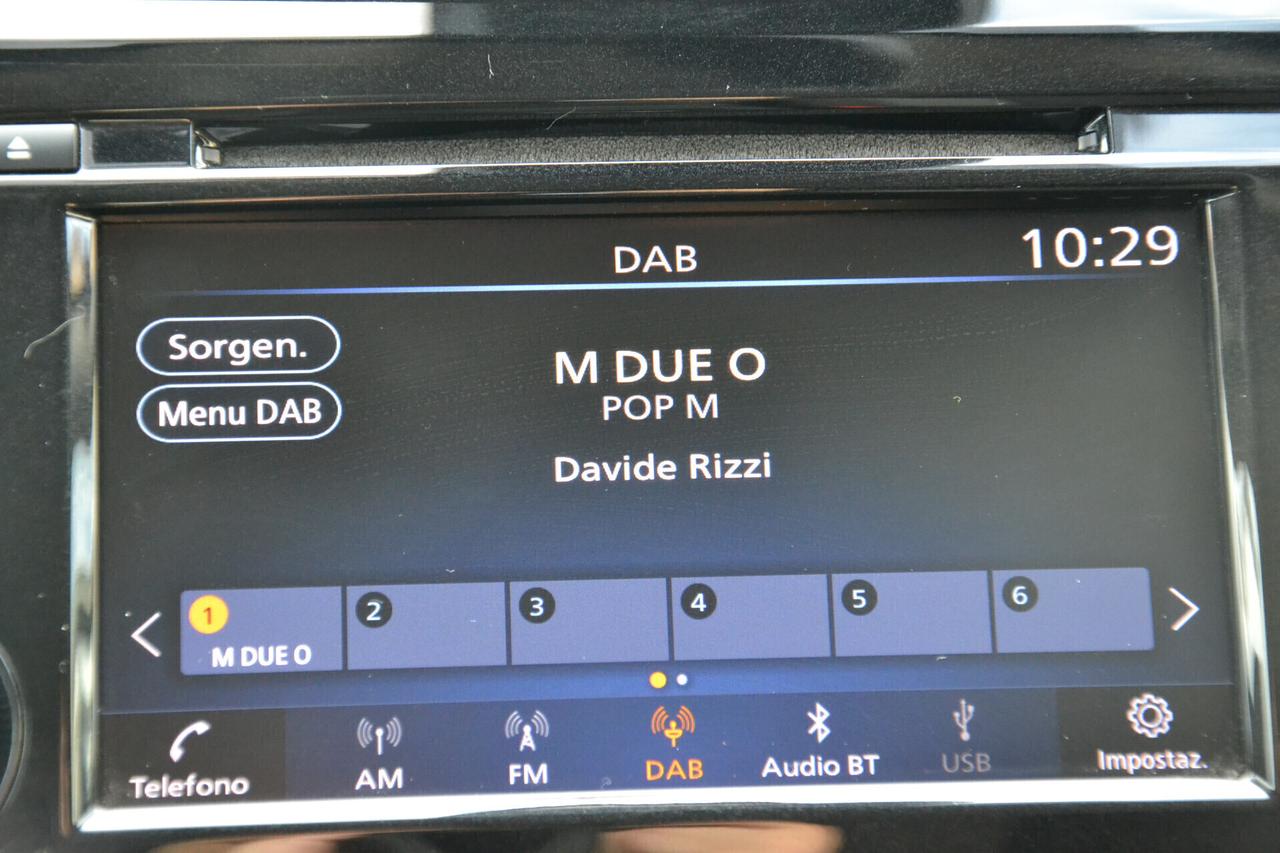 DAB
10:29
Sorgen.
Menu DAB
M DUE O
POP M
Davide Rizzi
1
2
3
4
5
6
M DUE O
Telefono
AM
FM
DAB
Audio BT
USB
Impostaz.